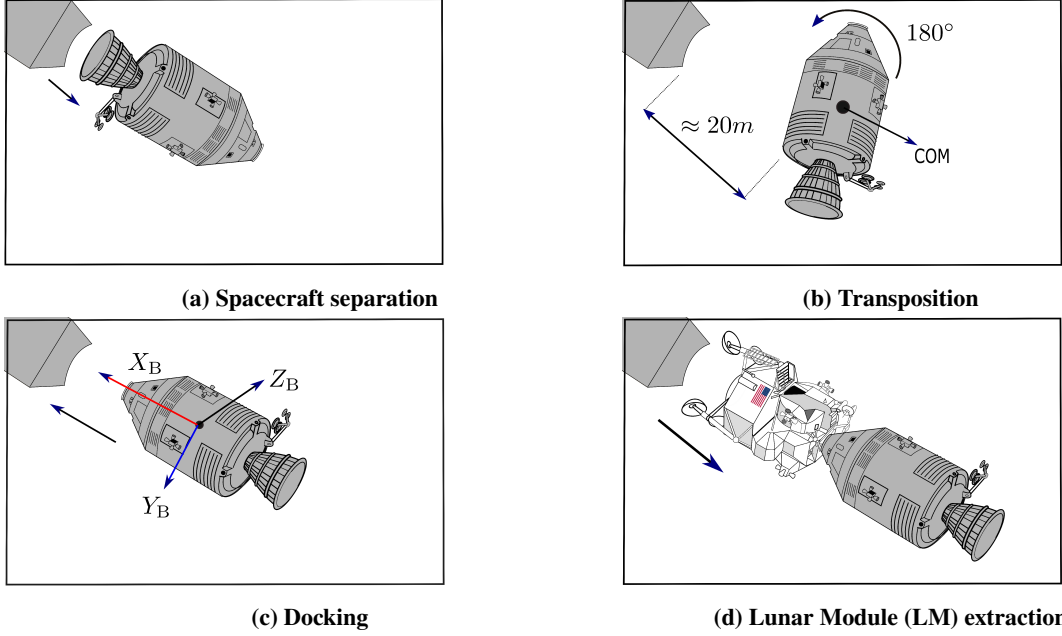 180°
≈ 20m
COM
(a) Spacecraft separation
(b) Transposition
X_B
Z_B
Y_B
(c) Docking
(d) Lunar Module (LM) extraction